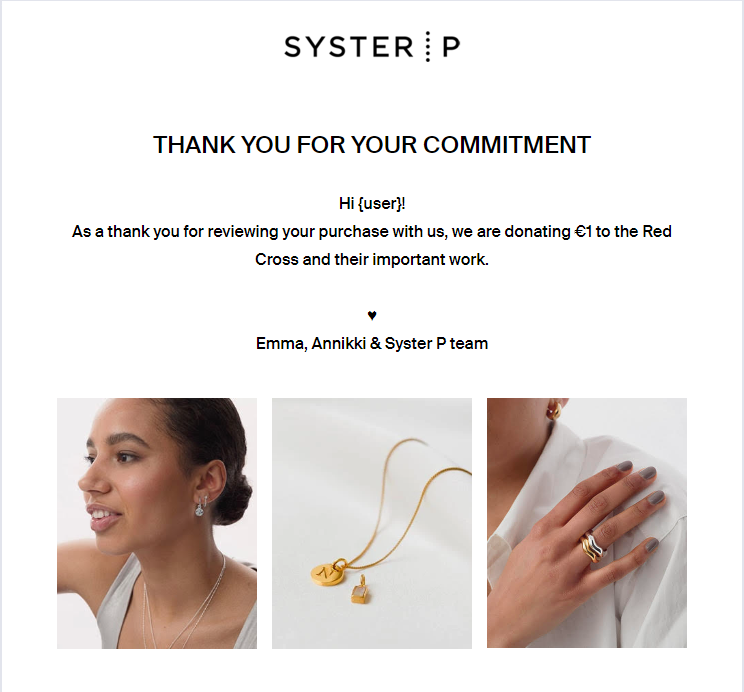 SYSTER P
THANK YOU FOR YOUR COMMITMENT
Hi {user}!
As a thank you for reviewing your purchase with us, we are donating €1 to the Red
Cross and their important work.
♥
Emma, Annikki & Syster P team
N